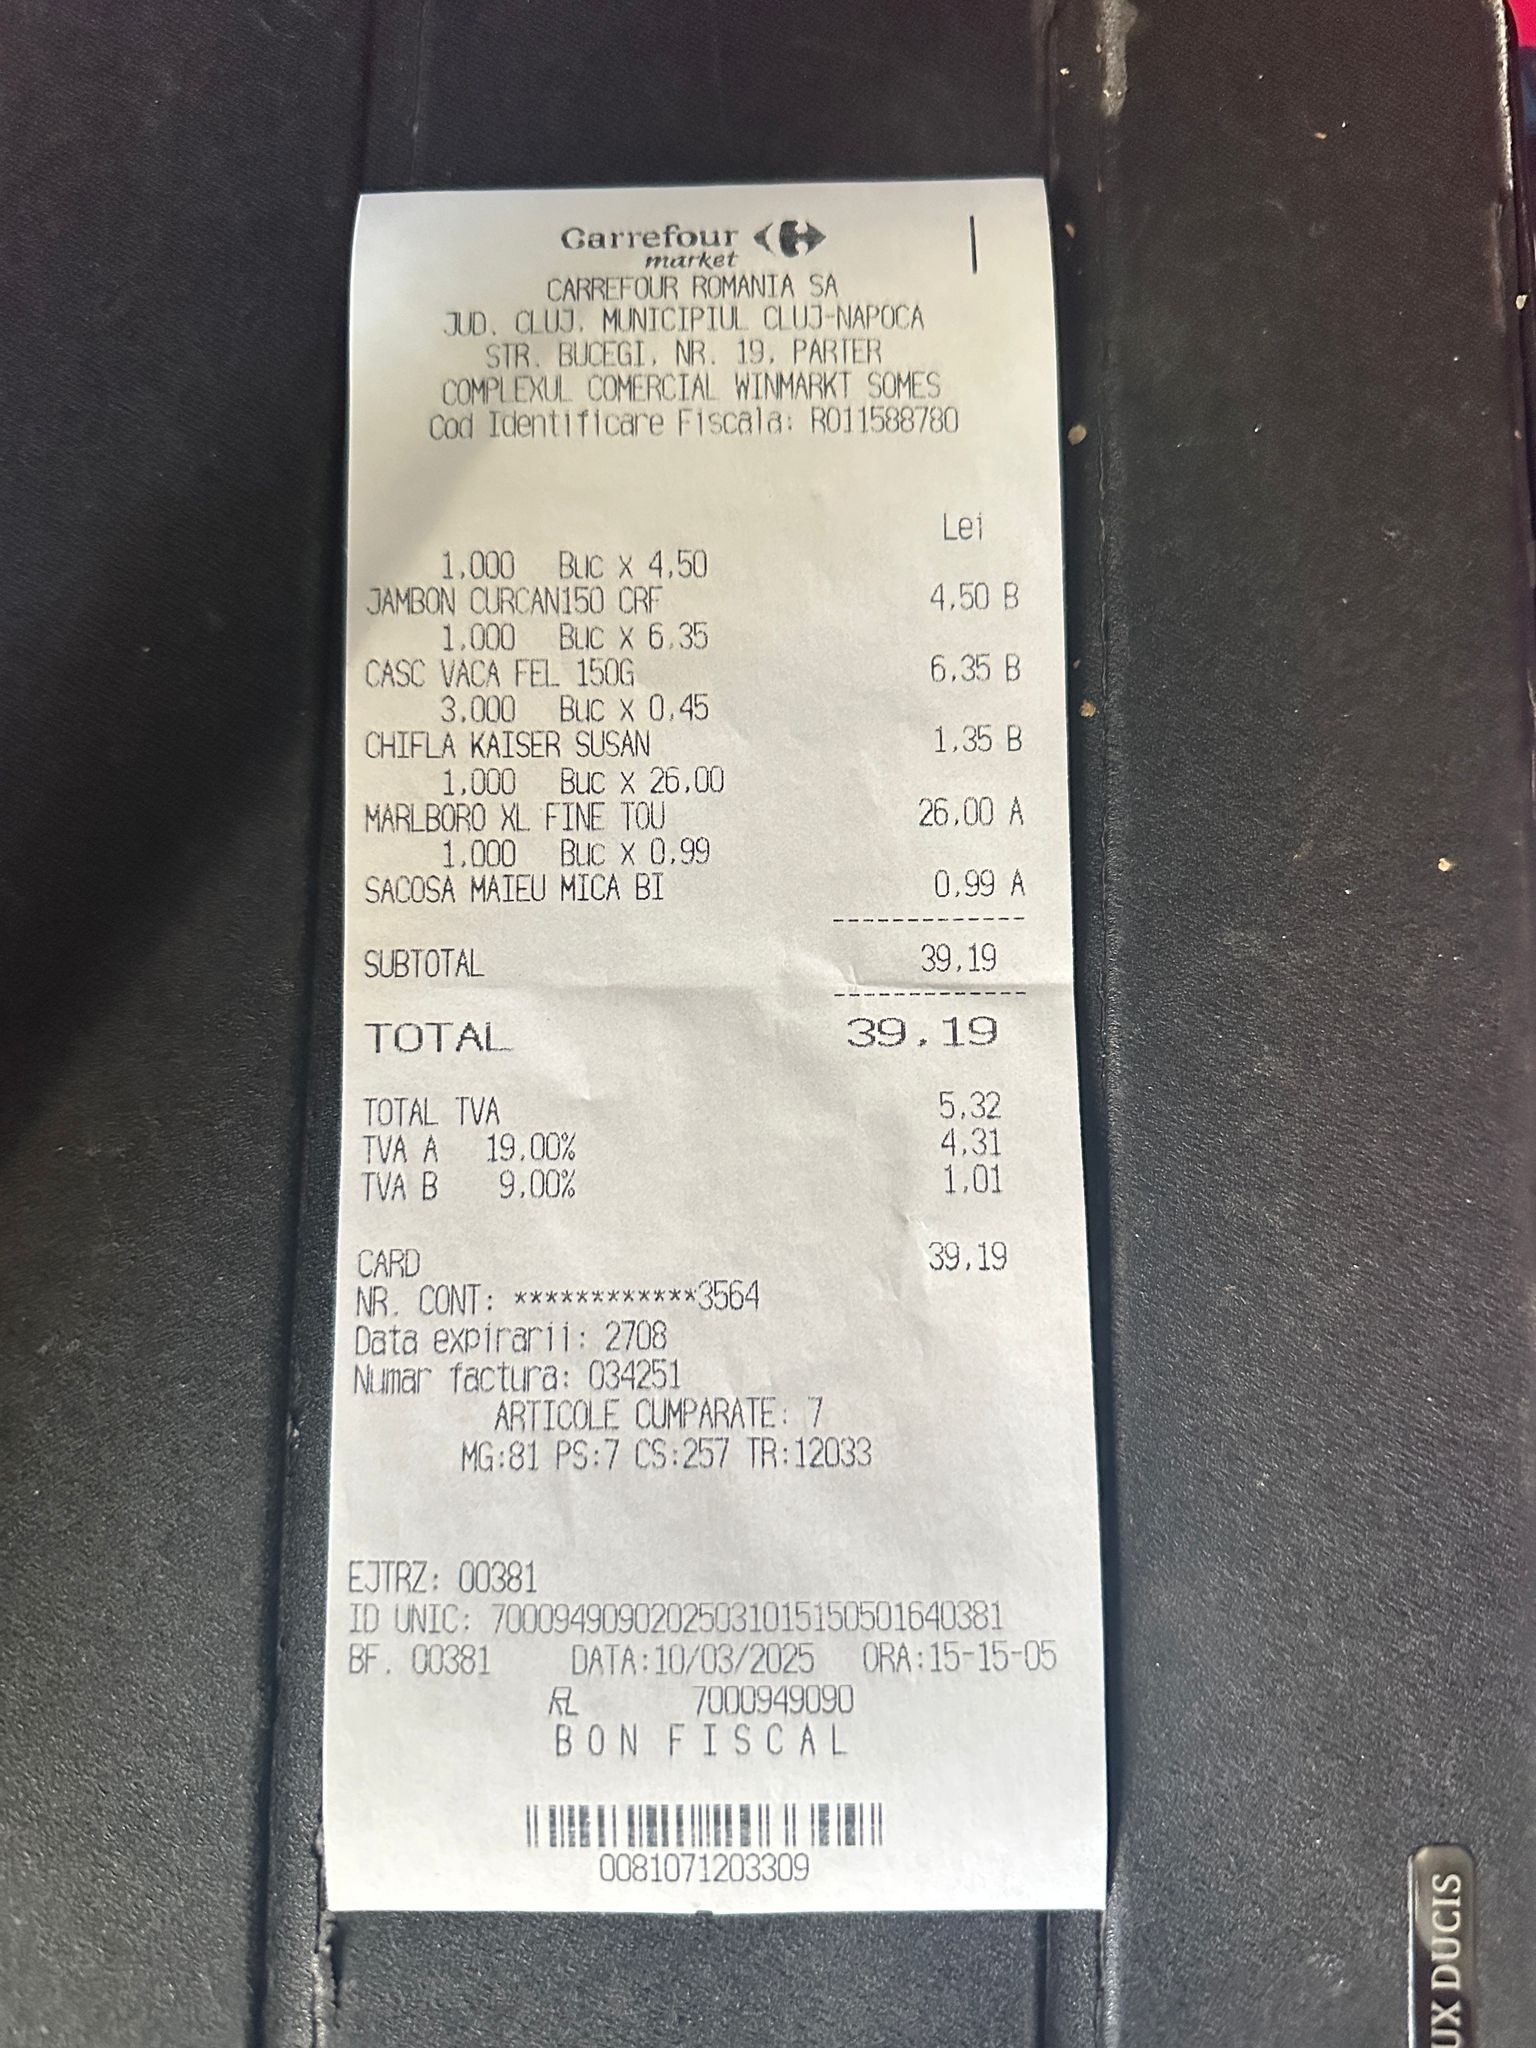 Carrefour
market
CARREFOUR ROMANIA SA
JUD. CLUJ, MUNICIPIUL CLUJ-NAPOCA
STR. BUCEGI, NR. 19, PARTER
COMPLEXUL COMERCIAL WINMARKT SOMES
Cod Identificare Fiscala: RO11588780
Lei
1,000 Buc x 4,50
JAMBON CURCAN150 CRF 4,50 B
1,000 Buc x 6,35
CASC VACA FEL 150G 6,35 B
3,000 Buc x 0,45
CHIFLA KAISER SUSAN 1,35 B
1,000 Buc x 26,00
MARLBORO XL FINE TOU 26,00 A
1,000 Buc x 0,99
SACOSA MAIEU MICA BI 0,99 A
------------
SUBTOTAL 39,19
------------
TOTAL 39,19
TOTAL TVA 5,32
TVA A 19,00% 4,31
TVA B 9,00% 1,01
CARD 39,19
NR. CONT: ************3564
Data expirarii: 2708
Numar factura: 034251
ARTICOLE CUMPARATE: 7
MG:81 PS:7 CS:257 TR:12033
EJTRZ: 00381
ID UNIC: 7000949090202503101515050​1640381
BF. 00381 DATA:10/03/2025 ORA:15-15-05
7000949090
BON FISCAL
0081071203309
UX DUCIS